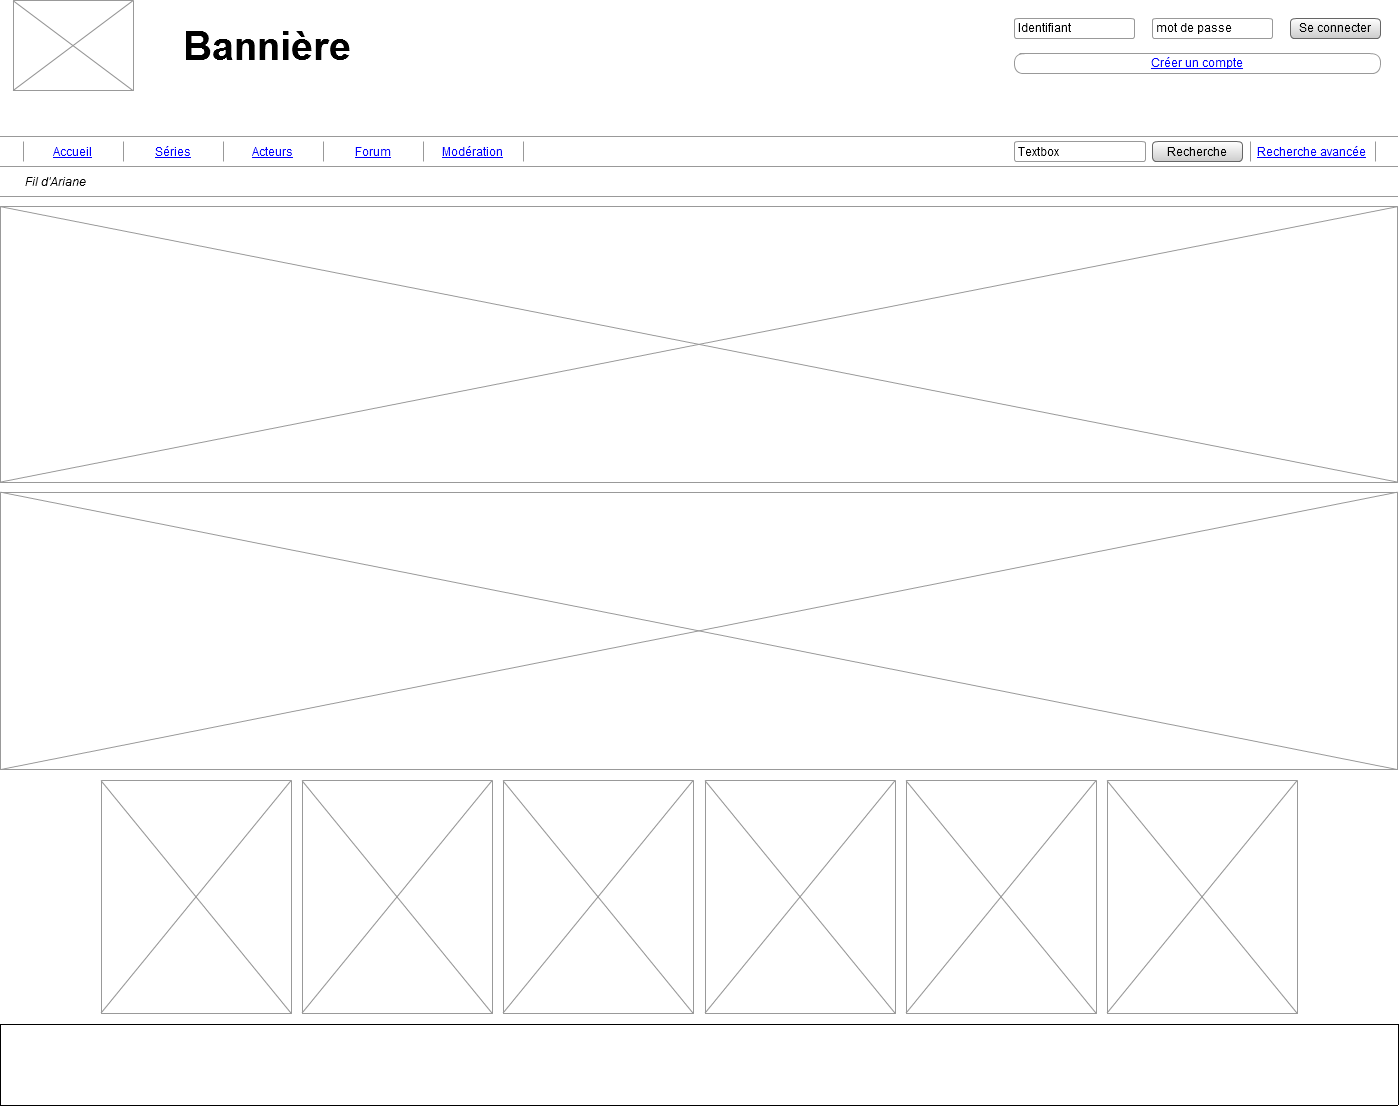 Bannière
Identifiant
mot de passe
Se connecter
Créer un compte
Accueil
Séries
Acteurs
Forum
Modération
Textbox
Recherche
Recherche avancée
Fil d'Ariane